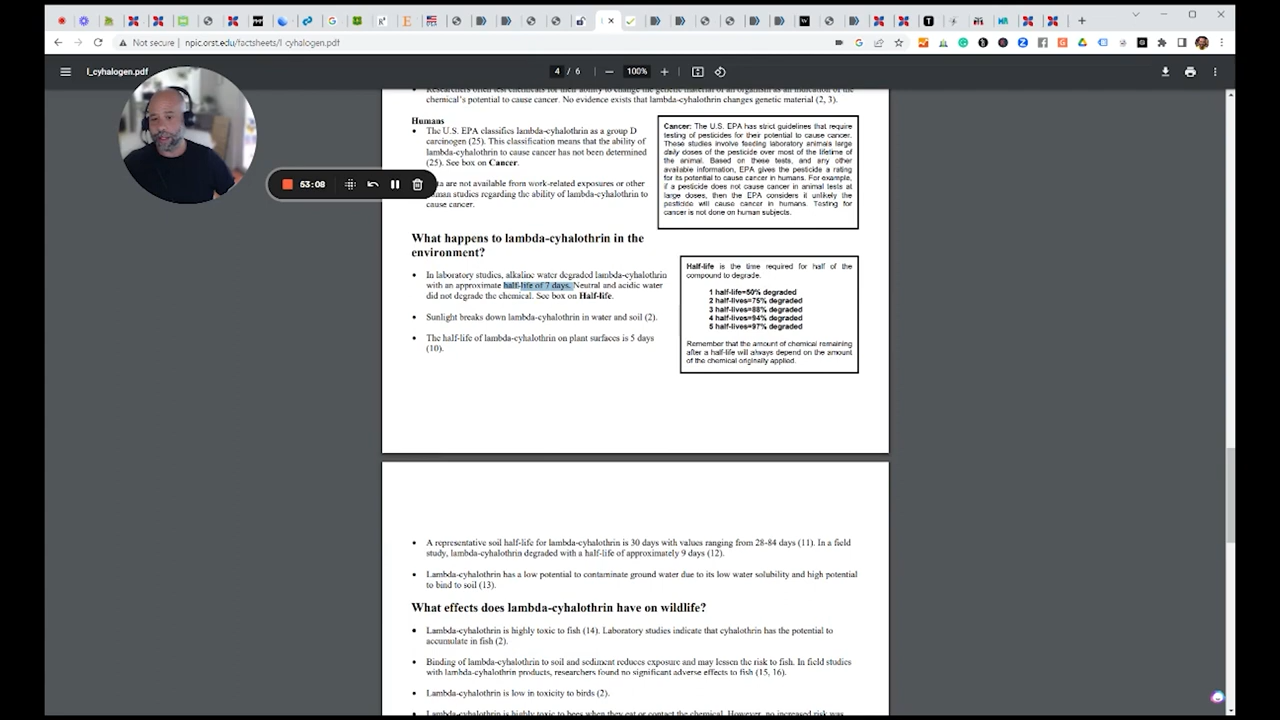 Not secure
npic.orst.edu/factsheets/l_cyhalogen.pdf
l_cyhalogen.pdf
4 / 6
100%
53:08
chemical's potential to cause cancer. No evidence exists that lambda-cyhalothrin changes genetic material (2, 3).
Humans
• The U.S. EPA classifies lambda-cyhalothrin as a group D
carcinogen (25). This classification means that the ability of
lambda-cyhalothrin to cause cancer has not been determined
(25). See box on Cancer.
are not available from work-related exposures or other
studies regarding the ability of lambda-cyhalothrin to
cause cancer.
Cancer: The U.S. EPA has strict guidelines that require
testing of pesticides for their potential to cause cancer.
These studies involve feeding laboratory animals large
daily doses of the pesticide over most of the lifetime of
the animal. Based on these tests, and any other
available information, EPA gives the pesticide a rating
for its potential to cause cancer in humans. For example,
if a pesticide does not cause cancer in animal tests at
large doses, then the EPA considers it unlikely the
pesticide will cause cancer in humans. Testing for
cancer is not done on human subjects.
What happens to lambda-cyhalothrin in the
environment?
• In laboratory studies, alkaline water degraded lambda-cyhalothrin
with an approximate half-life of 7 days. Neutral and acidic water
did not degrade the chemical. See box on Half-life.
• Sunlight breaks down lambda-cyhalothrin in water and soil (2).
• The half-life of lambda-cyhalothrin on plant surfaces is 5 days
(10).
Half-life is the time required for half of the
compound to degrade.
1 half-life=50% degraded
2 half-lives=75% degraded
3 half-lives=88% degraded
4 half-lives=94% degraded
5 half-lives=97% degraded
Remember that the amount of chemical remaining
after a half-life will always depend on the amount
of the chemical originally applied.
• A representative soil half-life for lambda-cyhalothrin is 30 days with values ranging from 28-84 days (11). In a field
study, lambda-cyhalothrin degraded with a half-life of approximately 9 days (12).
• Lambda-cyhalothrin has a low potential to contaminate ground water due to its low water solubility and high potential
to bind to soil (13).
What effects does lambda-cyhalothrin have on wildlife?
• Lambda-cyhalothrin is highly toxic to fish (14). Laboratory studies indicate that cyhalothrin has the potential to
accumulate in fish (2).
• Binding of lambda-cyhalothrin to soil and sediment reduces exposure and may lessen the risk to fish. In field studies
with lambda-cyhalothrin products, researchers found no significant adverse effects to fish (15, 16).
• Lambda-cyhalothrin is low in toxicity to birds (2).
• Lambda-cyhalothrin is highly toxic to bees when they eat or contact the chemical. However, no increased risk was